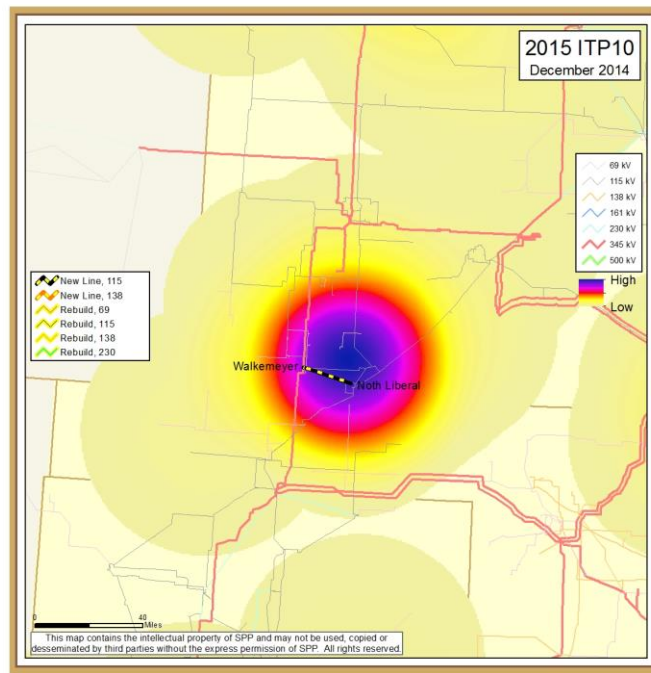 2015 ITP10
December 2014
69 kV
115 kV
138 kV
161 kV
230 kV
345 kV
500 kV
High
Low
New Line, 115
New Line, 138
Rebuild, 69
Rebuild, 115
Rebuild, 138
Rebuild, 230
Walkemeyer
Noth Liberal
0
40
Miles
This map contains the intellectual property of SPP and may not be used, copied or
desseminated by third parties without the express permission of SPP. All rights reserved.